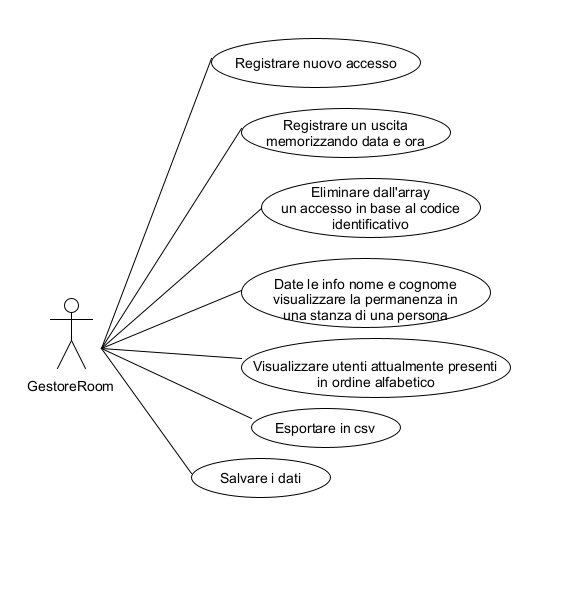 Registrare nuovo accesso
Registrare un uscita
memorizzando data e ora
Eliminare dall'array
un accesso in base al codice
identificativo
Date le info nome e cognome
visualizzare la permanenza in
una stanza di una persona
Visualizzare utenti attualmente presenti
in ordine alfabetico
GestoreRoom
Esportare in csv
Salvare i dati